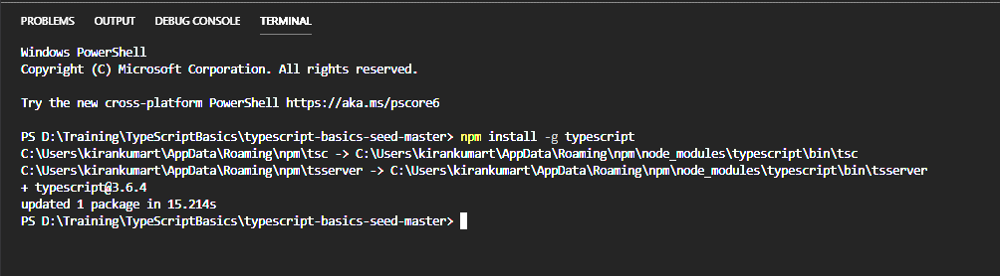 PROBLEMS OUTPUT DEBUG CONSOLE TERMINAL
Windows PowerShell
Copyright (C) Microsoft Corporation. All rights reserved.
Try the new cross-platform PowerShell https://aka.ms/pscore6
PS D:\Training\TypeScriptBasics\typescript-basics-seed-master> npm install -g typescript
C:\Users\kirankumart\AppData\Roaming\npm\tsc -> C:\Users\kirankumart\AppData\Roaming\npm\node_modules\typescript\bin\tsc
C:\Users\kirankumart\AppData\Roaming\npm\tsserver -> C:\Users\kirankumart\AppData\Roaming\npm\node_modules\typescript\bin\tsserver
+ typescript@3.6.4
updated 1 package in 15.214s
PS D:\Training\TypeScriptBasics\typescript-basics-seed-master>